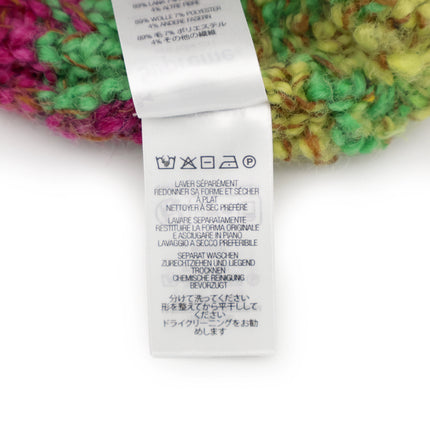 4% ALTRE FIBRE
89% WOLLE 7% POLYESTER
4% ANDERE FASERN
89% 毛 7% ポリエステル
4% その他の繊維
LAVER SÉPARÉMENT
REDONNER SA FORME ET SÉCHER
À PLAT
NETTOYER À SEC PRÉFÉRÉ
LAVARE SEPARATAMENTE
RESTITUIRE LA FORMA ORIGINALE
E ASCIUGARE IN PIANO
LAVAGGIO A SECCO PREFERIBILE
SEPARAT WASCHEN
ZURECHTZIEHEN UND LIEGEND
TROCKNEN
CHEMISCHE REINIGUNG
BEVORZUGT
分けて洗ってください
形を整えてから平干しして
ください
ドライクリーニングをお勧
めします